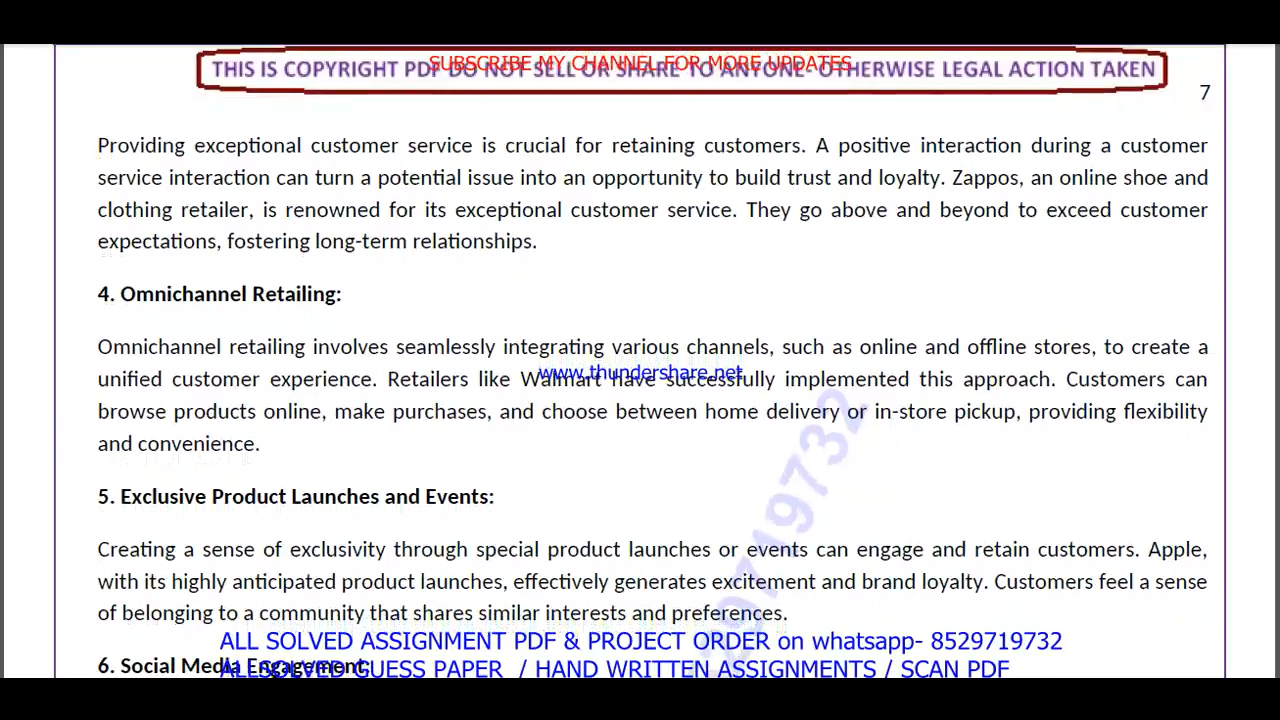 SUBSCRIBE MY CHANNEL FOR MORE UPDATES
THIS IS COPYRIGHT PDF DO NOT SELL OR SHARE TO ANYONE- OTHERWISE LEGAL ACTION TAKEN
7
Providing exceptional customer service is crucial for retaining customers. A positive interaction during a customer
service interaction can turn a potential issue into an opportunity to build trust and loyalty. Zappos, an online shoe and
clothing retailer, is renowned for its exceptional customer service. They go above and beyond to exceed customer
expectations, fostering long-term relationships.
4. Omnichannel Retailing:
Omnichannel retailing involves seamlessly integrating various channels, such as online and offline stores, to create a
www.thundershare.net
unified customer experience. Retailers like Walmart have successfully implemented this approach. Customers can
browse products online, make purchases, and choose between home delivery or in-store pickup, providing flexibility
and convenience.
29719732
5. Exclusive Product Launches and Events:
Creating a sense of exclusivity through special product launches or events can engage and retain customers. Apple,
with its highly anticipated product launches, effectively generates excitement and brand loyalty. Customers feel a sense
of belonging to a community that shares similar interests and preferences.
ALL SOLVED ASSIGNMENT PDF & PROJECT ORDER on whatsapp- 8529719732
6. Social Media Engagement:
ALLSOLVED GUESS PAPER / HAND WRITTEN ASSIGNMENTS / SCAN PDF